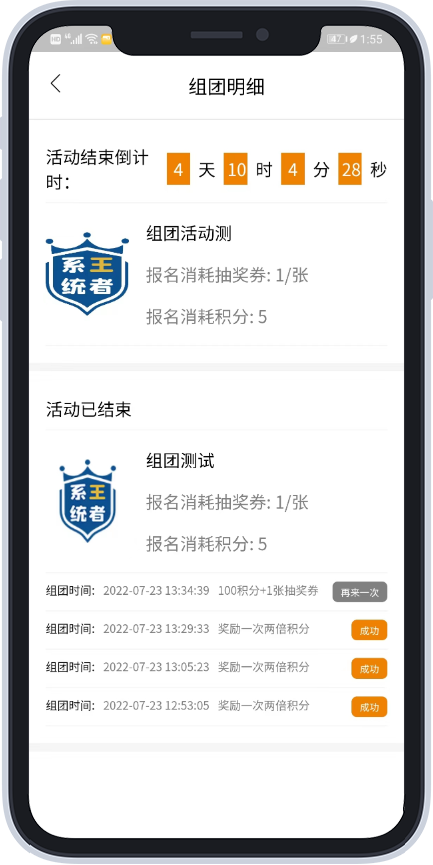 HD 4G 47 1:55
组团明细
活动结束倒计时: 4 天 10 时 4 分 28 秒
系王统者
组团活动测
报名消耗抽奖券: 1/张
报名消耗积分: 5
活动已结束
系王统者
组团测试
报名消耗抽奖券: 1/张
报名消耗积分: 5
组团时间: 2022-07-23 13:34:39 100积分+1张抽奖券 再来一次
组团时间: 2022-07-23 13:29:33 奖励一次两倍积分 成功
组团时间: 2022-07-23 13:05:23 奖励一次两倍积分 成功
组团时间: 2022-07-23 12:53:05 奖励一次两倍积分 成功